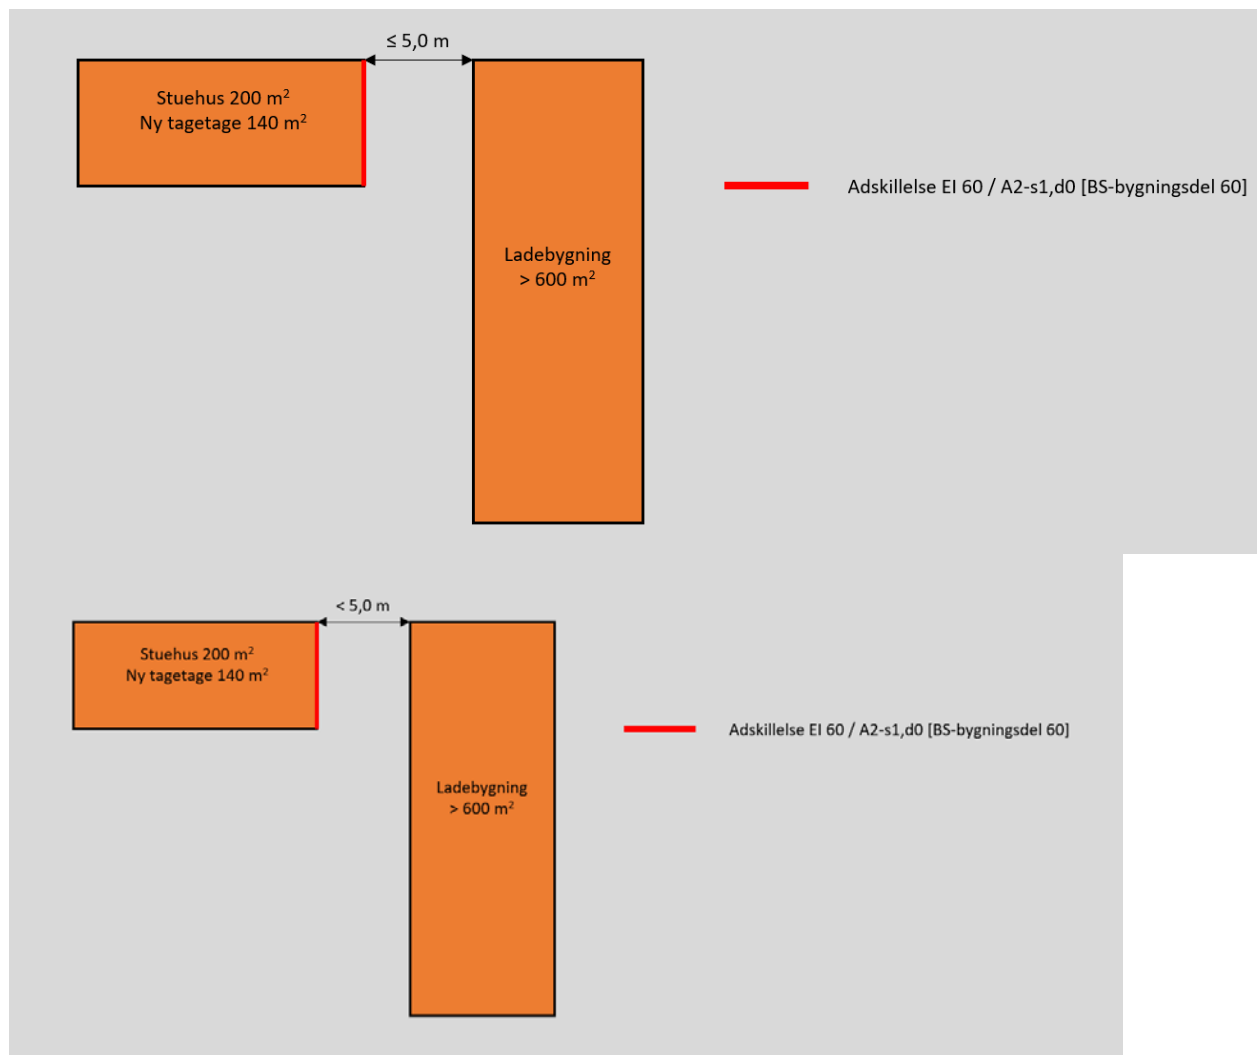 ≤ 5,0 m
Stuehus 200 m²
Ny tagetage 140 m²
Adskillelse EI 60 / A2-s1,d0 [BS-bygningsdel 60]
Ladebygning
> 600 m²
< 5,0 m
Stuehus 200 m²
Ny tagetage 140 m²
Adskillelse EI 60 / A2-s1,d0 [BS-bygningsdel 60]
Ladebygning
> 600 m²